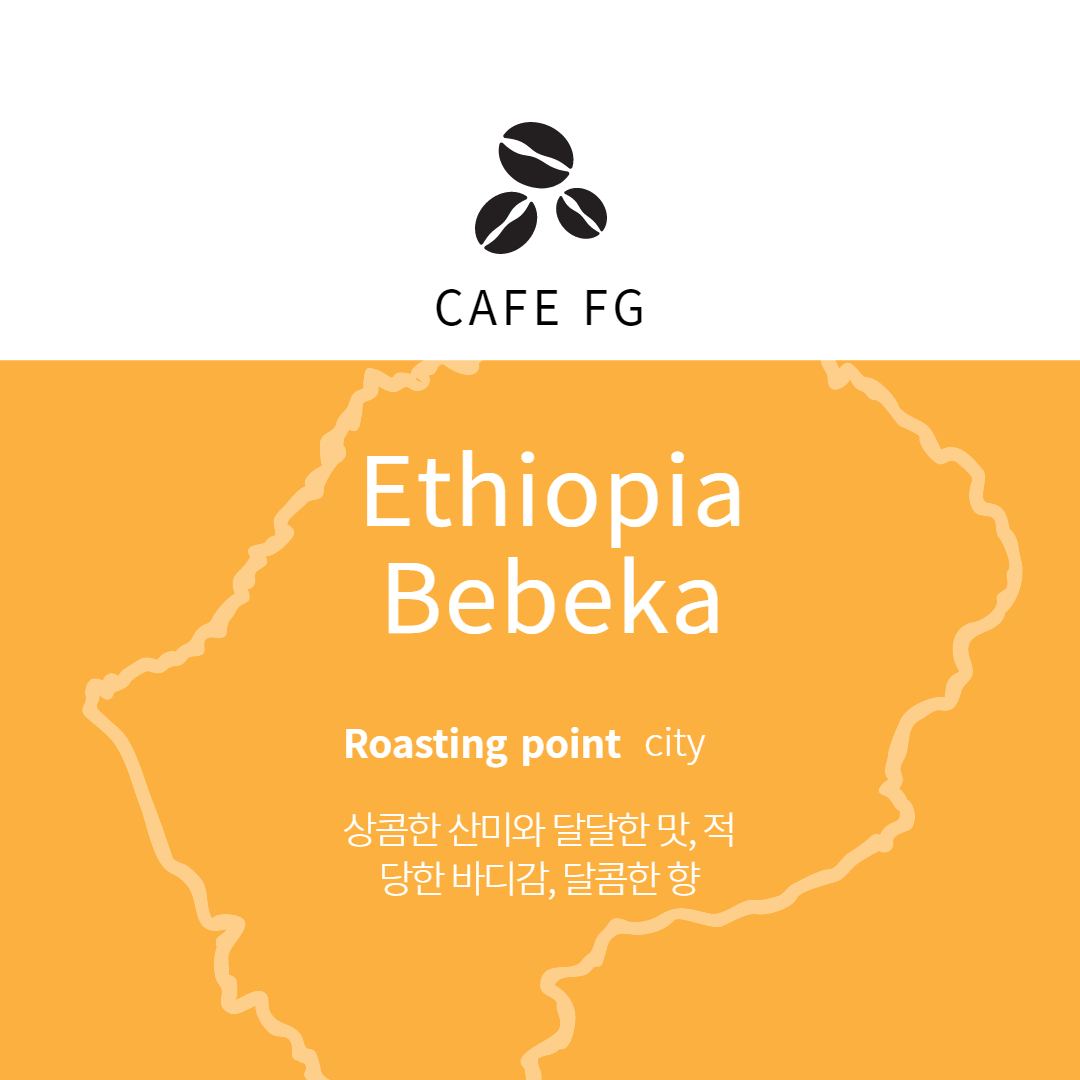 CAFE FG
Ethiopia
Bebeka
Roasting point city
상콤한 산미와 달달한 맛, 적
당한 바디감, 달콤한 향